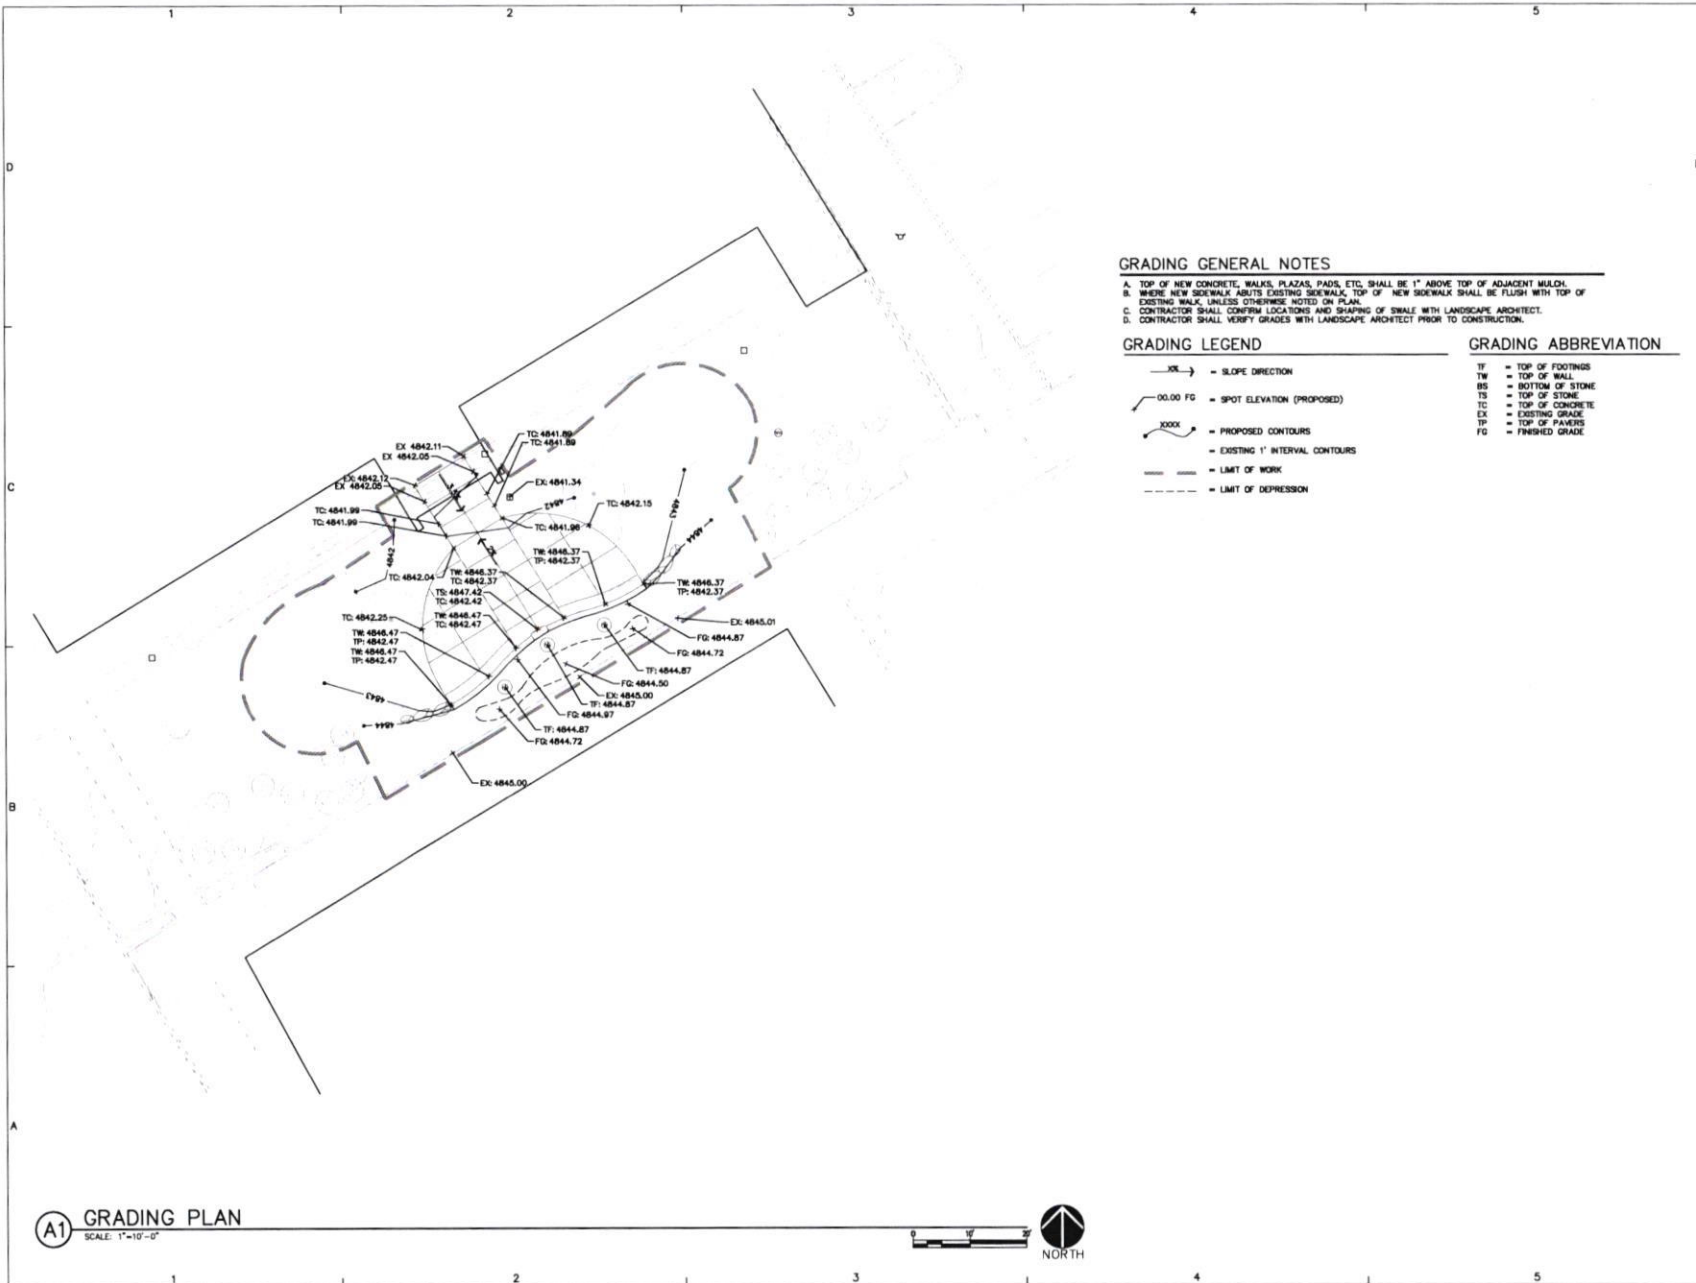 1 2 3 4 5
D
GRADING GENERAL NOTES
A. TOP OF NEW CONCRETE, WALKS, PLAZAS, PADS, ETC, SHALL BE 1" ABOVE TOP OF ADJACENT MULCH.
B. WHERE NEW SIDEWALK ABUTS EXISTING SIDEWALK, TOP OF NEW SIDEWALK SHALL BE FLUSH WITH TOP OF
EXISTING WALK, UNLESS OTHERWISE NOTED ON PLAN.
C. CONTRACTOR SHALL CONFIRM LOCATIONS AND SHAPING OF SWALE WITH LANDSCAPE ARCHITECT.
D. CONTRACTOR SHALL VERIFY GRADES WITH LANDSCAPE ARCHITECT PRIOR TO CONSTRUCTION.
GRADING LEGEND
X% = SLOPE DIRECTION
00.00 FG = SPOT ELEVATION (PROPOSED)
XXXX = PROPOSED CONTOURS
= EXISTING 1' INTERVAL CONTOURS
= LIMIT OF WORK
= LIMIT OF DEPRESSION
GRADING ABBREVIATION
TF = TOP OF FOOTINGS
TW = TOP OF WALL
BS = BOTTOM OF STONE
TS = TOP OF STONE
TC = TOP OF CONCRETE
EX = EXISTING GRADE
TP = TOP OF PAVERS
FG = FINISHED GRADE
TC: 4841.89
TC: 4841.89
EX 4842.11
EX 4842.05
C
EX: 4842.12
EX 4842.05
EX: 4841.34
4842
TC: 4842.15
4843
TC: 4841.99
TC: 4841.99
TC: 4841.96
4844
4842
TW: 4846.37
TP: 4842.37
TC: 4842.04
TW: 4846.37
TC: 4842.37
TW: 4846.37
TP: 4842.37
TS: 4847.42
TC: 4842.42
TC: 4842.25
TW: 4846.47
TC: 4842.47
EX: 4845.01
TW: 4846.47
TP: 4842.47
FG: 4844.87
TW: 4846.47
TP: 4842.47
FG: 4844.72
TF: 4844.87
FG: 4844.50
4843
EX: 4845.00
TF: 4844.87
FG: 4844.97
4844
TF: 4844.87
FG: 4844.72
EX: 4845.00
B
A
A1 GRADING PLAN
SCALE: 1"=10'-0"
0 10' 20'
NORTH
1 2 3 4 5